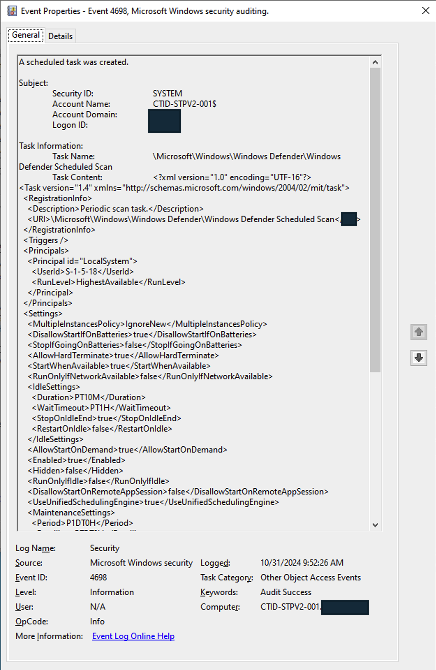 Event Properties - Event 4698, Microsoft Windows security auditing.
General Details
A scheduled task was created.
Subject:
Security ID: SYSTEM
Account Name: CTID-STPV2-001$
Account Domain:
Logon ID:
Task Information:
Task Name: \Microsoft\Windows\Windows Defender\Windows
Defender Scheduled Scan
Task Content: <?xml version="1.0" encoding="UTF-16"?>
<Task version="1.4" xmlns="http://schemas.microsoft.com/windows/2004/02/mit/task">
<RegistrationInfo>
<Description>Periodic scan task.</Description>
<URI>\Microsoft\Windows\Windows Defender\Windows Defender Scheduled Scan</
</RegistrationInfo>
<Triggers />
<Principals>
<Principal id="LocalSystem">
<UserId>S-1-5-18</UserId>
<RunLevel>HighestAvailable</RunLevel>
</Principal>
</Principals>
<Settings>
<MultipleInstancesPolicy>IgnoreNew</MultipleInstancesPolicy>
<DisallowStartIfOnBatteries>true</DisallowStartIfOnBatteries>
<StopIfGoingOnBatteries>false</StopIfGoingOnBatteries>
<AllowHardTerminate>true</AllowHardTerminate>
<StartWhenAvailable>true</StartWhenAvailable>
<RunOnlyIfNetworkAvailable>false</RunOnlyIfNetworkAvailable>
<IdleSettings>
<Duration>PT10M</Duration>
<WaitTimeout>PT1H</WaitTimeout>
<StopOnIdleEnd>true</StopOnIdleEnd>
<RestartOnIdle>false</RestartOnIdle>
</IdleSettings>
<AllowStartOnDemand>true</AllowStartOnDemand>
<Enabled>true</Enabled>
<Hidden>false</Hidden>
<RunOnlyIfIdle>false</RunOnlyIfIdle>
<DisallowStartOnRemoteAppSession>false</DisallowStartOnRemoteAppSession>
<UseUnifiedSchedulingEngine>true</UseUnifiedSchedulingEngine>
<MaintenanceSettings>
<Period>P1DT0H</Period>
Log Name: Security
Source: Microsoft Windows security Logged: 10/31/2024 9:52:26 AM
Event ID: 4698 Task Category: Other Object Access Events
Level: Information Keywords: Audit Success
User: N/A Computer: CTID-STPV2-001.
OpCode: Info
More Information: Event Log Online Help